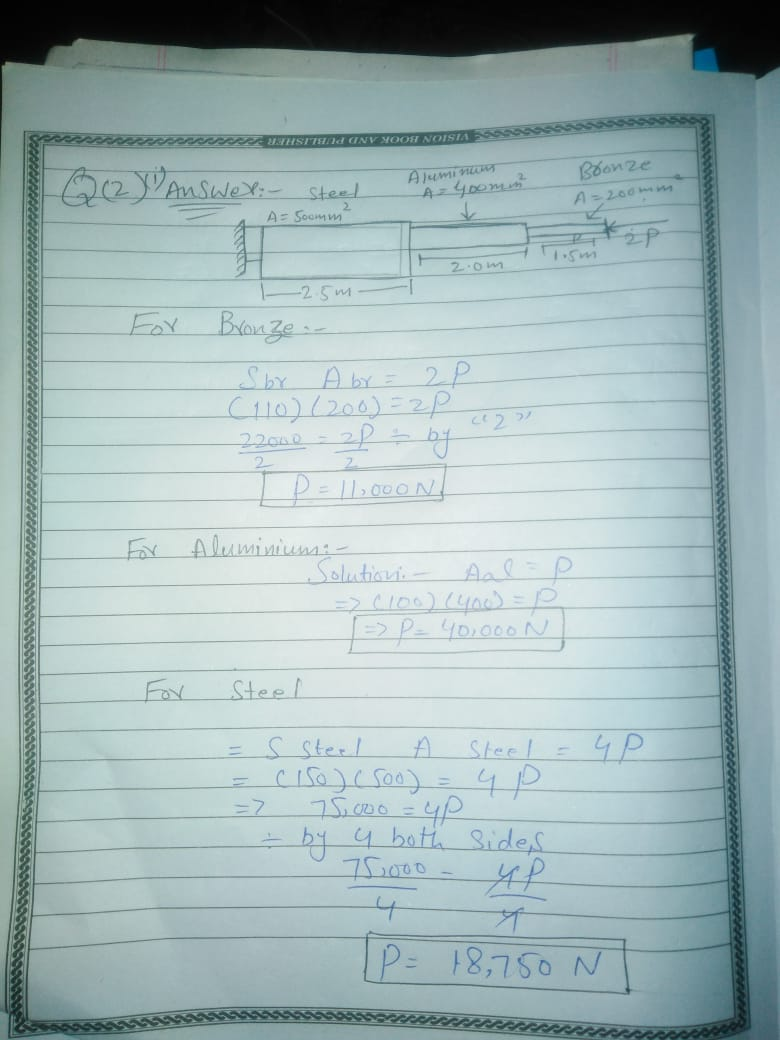 VISION BOOK AND PUBLISHER
Q(2)(i) Answer:-
Steel
A = 500mm²
Aluminum
A = 400mm²
Bronze
A = 200mm²
2P
P
2.5m
2.0m
1.5m
For Bronze :-
Sbr Abr = 2P
(110) (200) = 2P
22000/2 = 2P/2 ÷ by "2"
P = 11,000 N
For Aluminium:-
Solution:- Aal = P
=> (100) (400) = P
=> P = 40,000 N
For Steel
= S Steel A Steel = 4P
= (150) (500) = 4P
=> 75,000 = 4P
÷ by 4 both sides
75,000/4 = 4P/4
P = 18,750 N